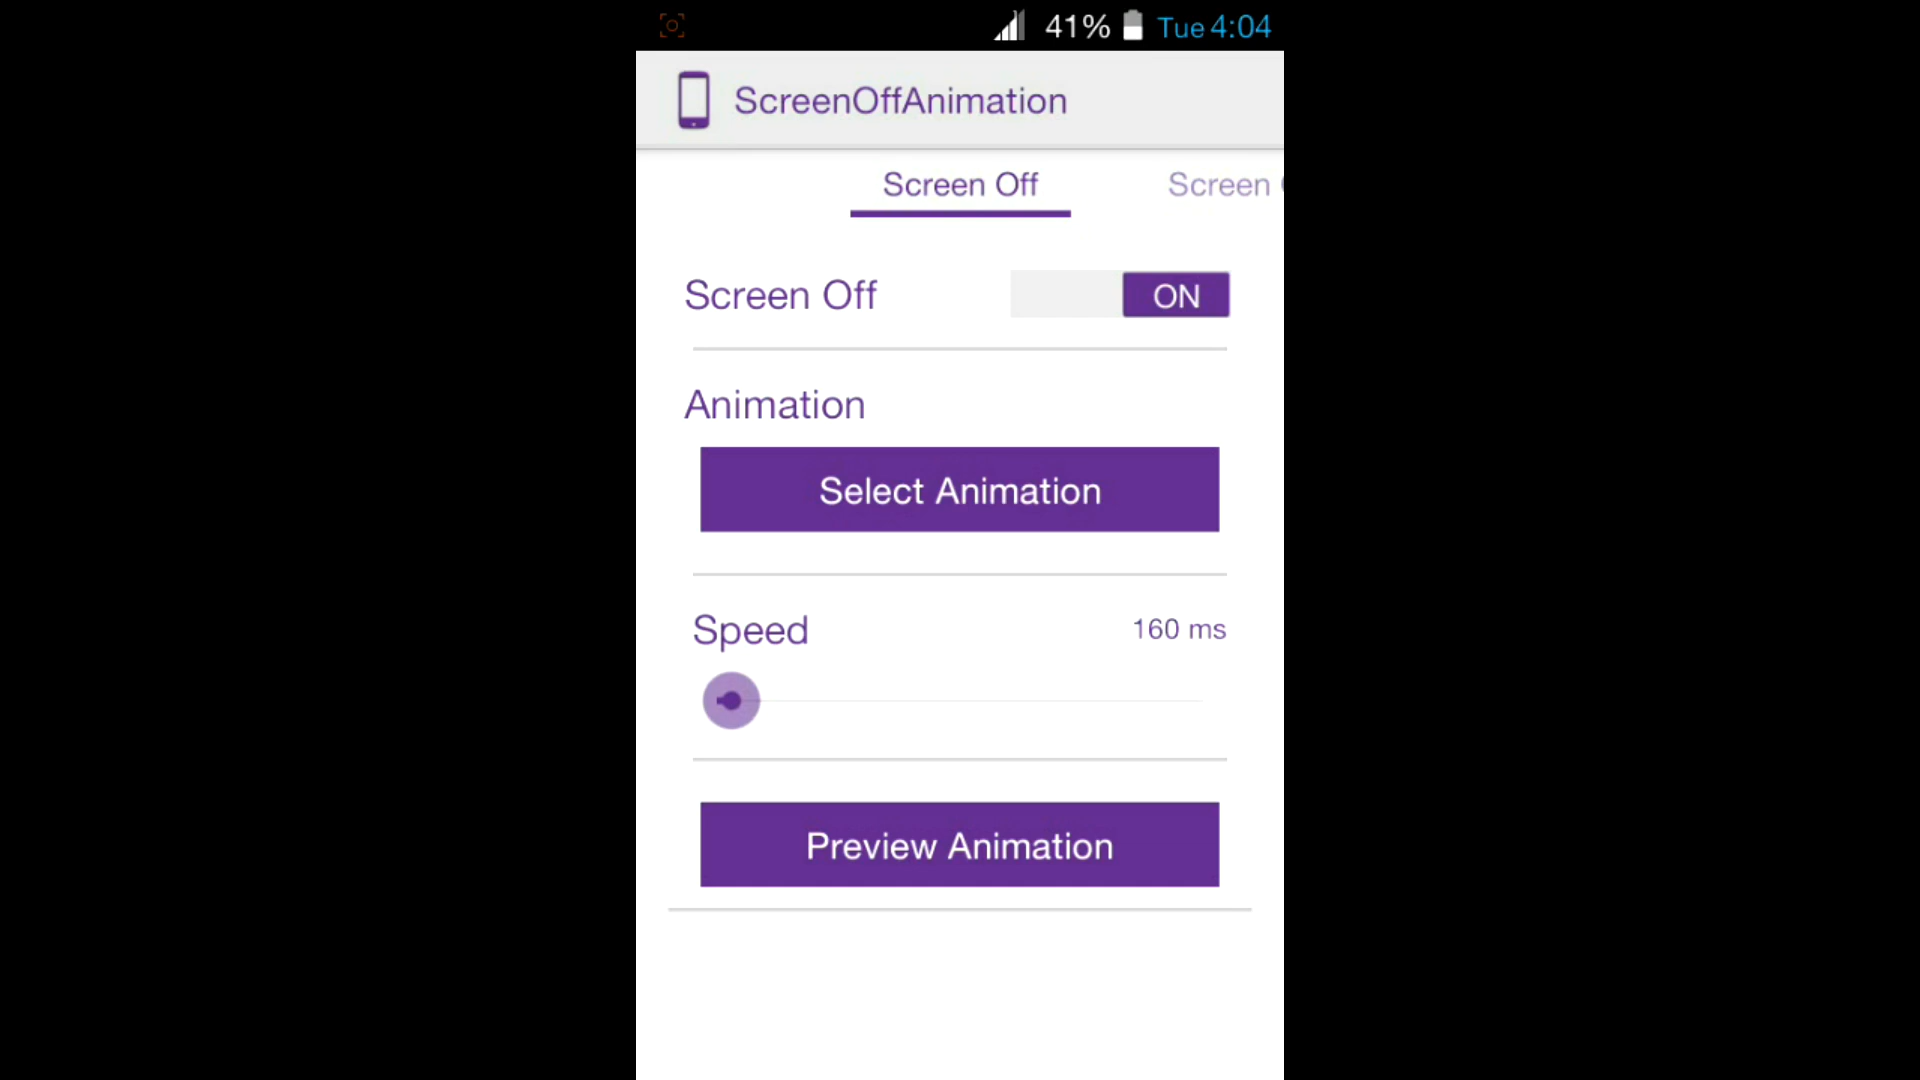 41% Tue 4:04
ScreenOffAnimation
Screen Off Screen
Screen Off ON
Animation
Select Animation
Speed 160 ms
Preview Animation